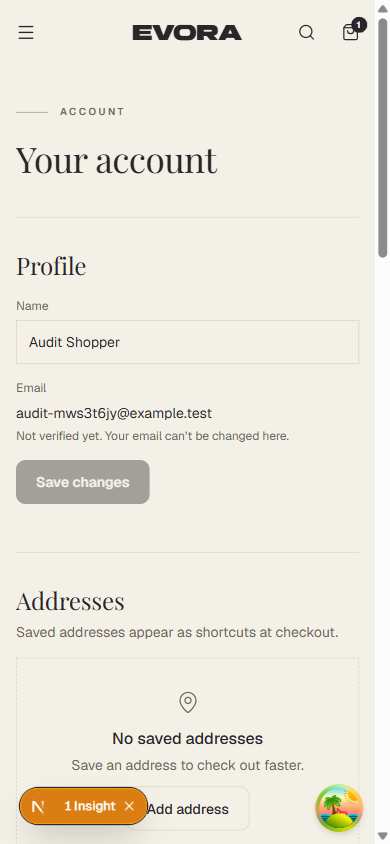 EVORA
1
ACCOUNT
Your account
Profile
Name
Audit Shopper
Email
audit-mws3t6jy@example.test
Not verified yet. Your email can't be changed here.
Save changes
Addresses
Saved addresses appear as shortcuts at checkout.
No saved addresses
Save an address to check out faster.
N 1 Insight
Add address